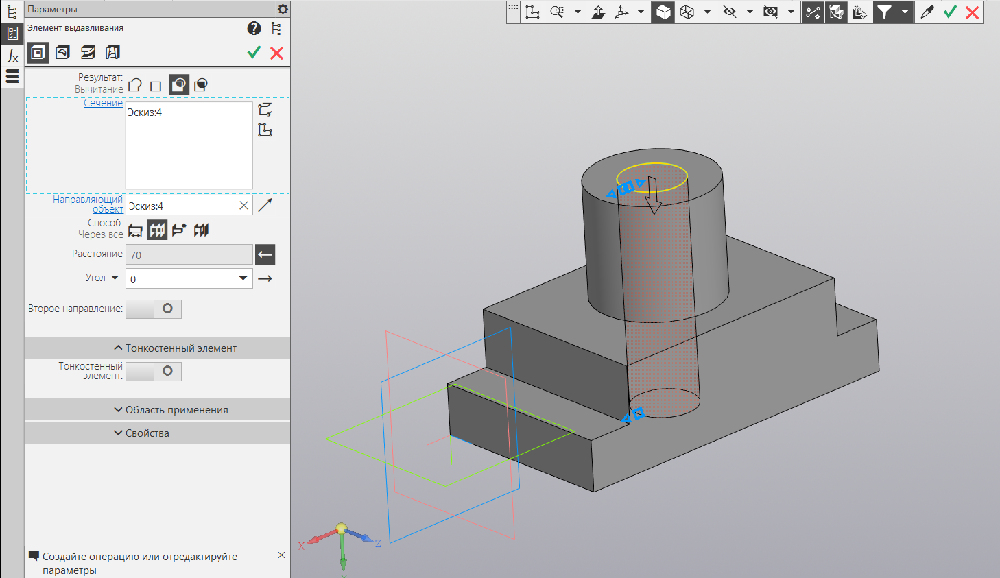 Параметры
Элемент выдавливания
Результат:
Вычитание
Сечение
Эскиз:4
Направляющий
объект
Эскиз:4
Способ:
Через все
Расстояние
70
Угол
0
Второе направление:
Тонкостенный элемент
Тонкостенный
элемент:
Область применения
Свойства
Создайте операцию или отредактируйте
параметры
X
Z
Y